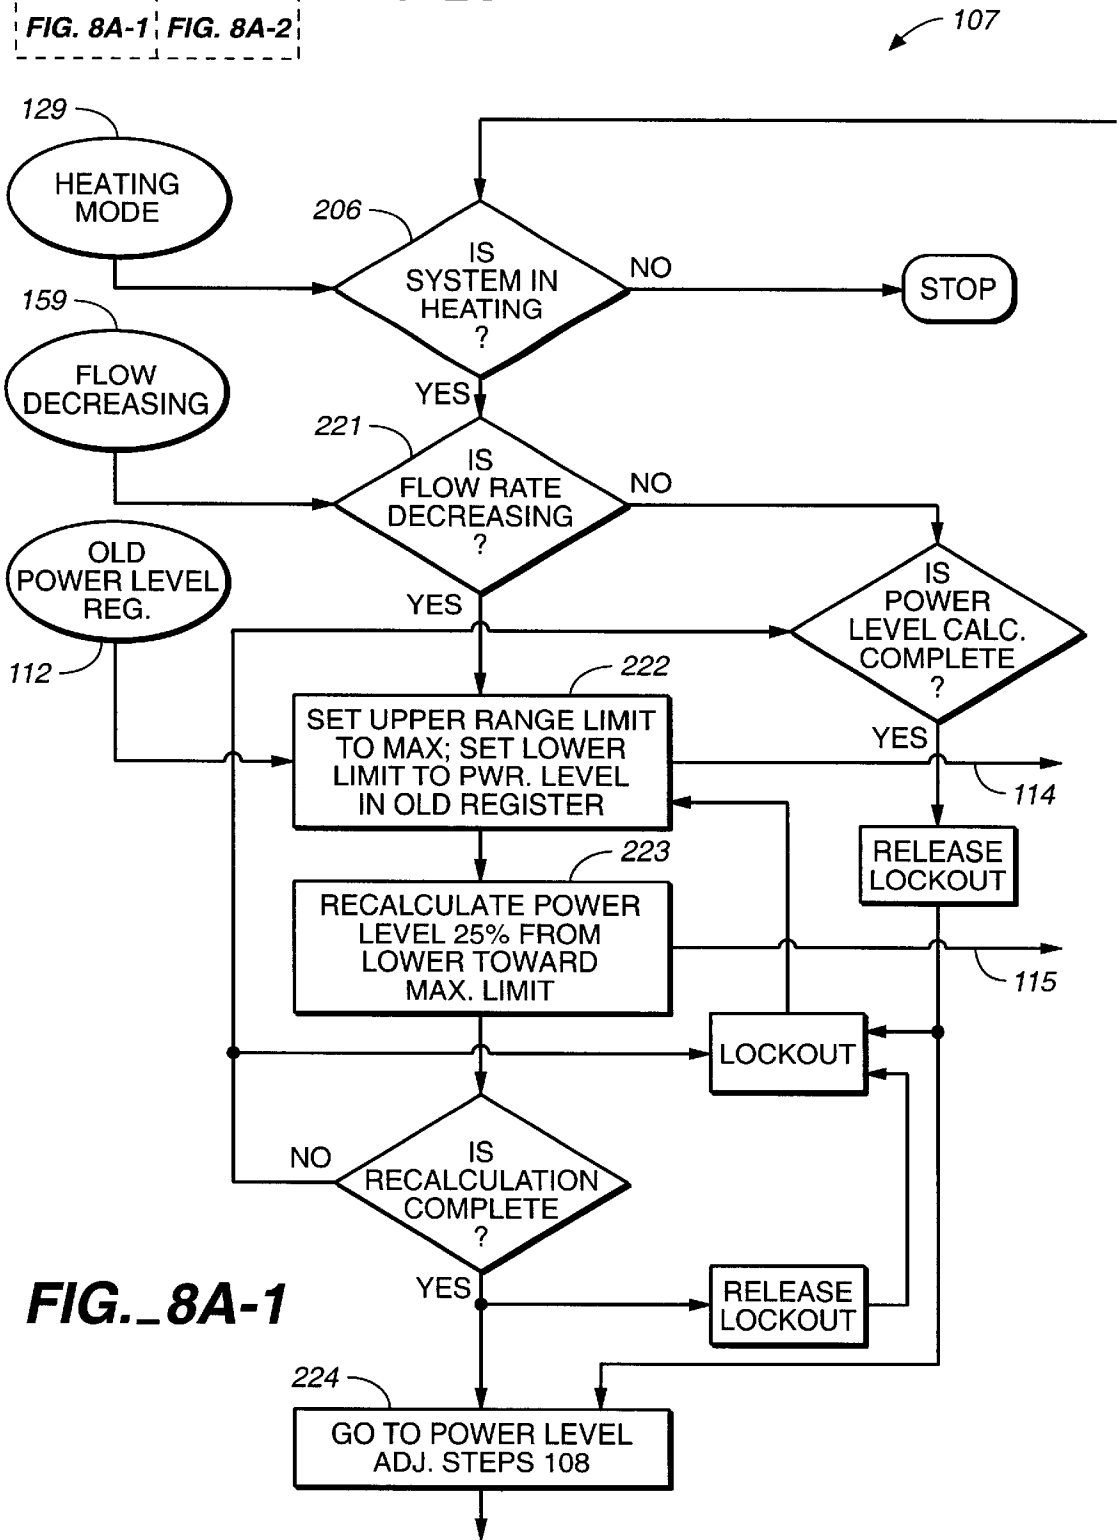 FIG. 8A-1 FIG. 8A-2
107
129
HEATING
MODE
206
IS
SYSTEM IN
HEATING
?
NO
STOP
YES
159
FLOW
DECREASING
221
IS
FLOW RATE
DECREASING
?
NO
YES
OLD
POWER LEVEL
REG.
112
IS
POWER
LEVEL CALC.
COMPLETE
?
YES
222
SET UPPER RANGE LIMIT
TO MAX; SET LOWER
LIMIT TO PWR. LEVEL
IN OLD REGISTER
114
RELEASE
LOCKOUT
223
RECALCULATE POWER
LEVEL 25% FROM
LOWER TOWARD
MAX. LIMIT
115
LOCKOUT
IS
RECALCULATION
COMPLETE
?
NO
YES
RELEASE
LOCKOUT
FIG._8A-1
224
GO TO POWER LEVEL
ADJ. STEPS 108